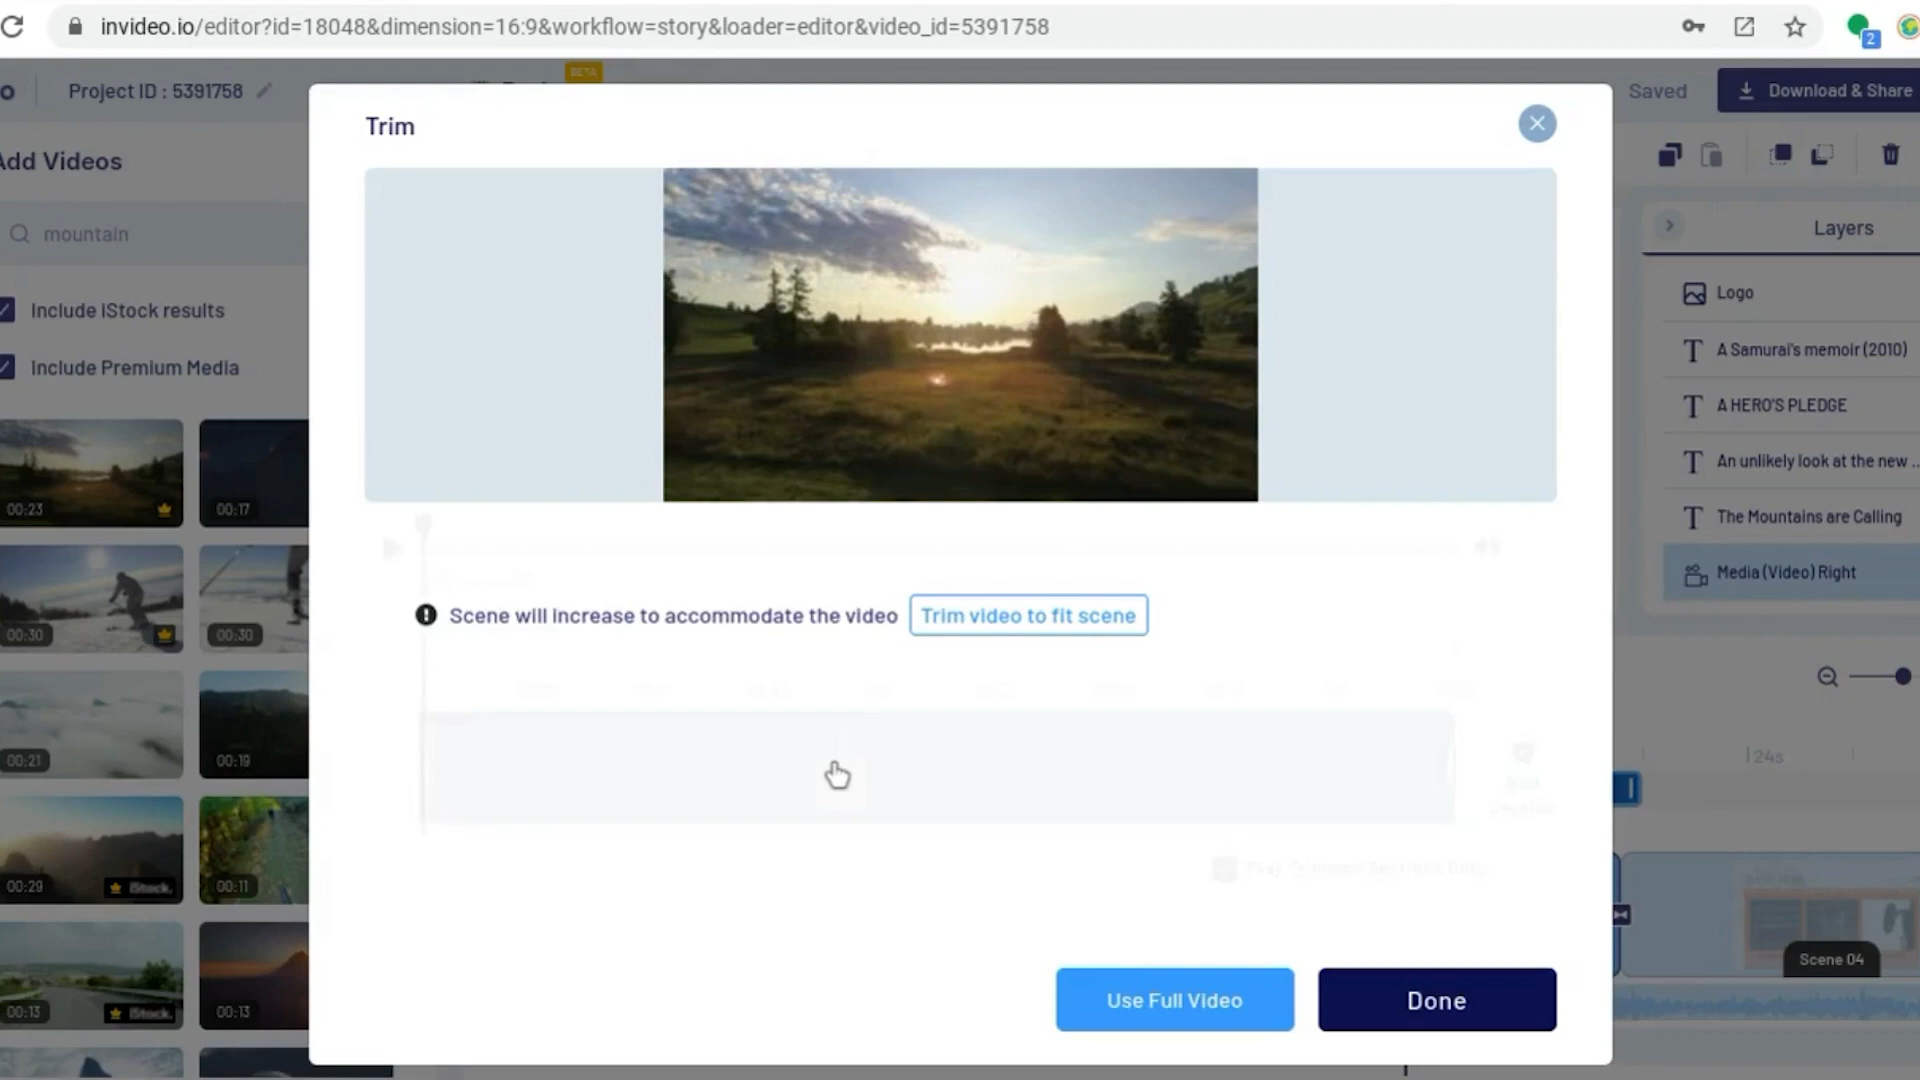 invideo.io/editor?id=18048&dimension=16:9&workflow=story&loader=editor&video_id=5391758
2
BETA
o
Project ID : 5391758
Saved
Download & Share
Trim
Add Videos
mountain
Include iStock results
Include Premium Media
00:23
00:17
00:30
00:30
00:21
00:19
00:29
iStock.
00:11
00:13
iStock.
00:13
Scene will increase to accommodate the video
Trim video to fit scene
Use Full Video
Done
Layers
Logo
A Samurai's memoir (2010)
A HERO'S PLEDGE
An unlikely look at the new ..
The Mountains are Calling
Media (Video) Right
24s
Scene 04